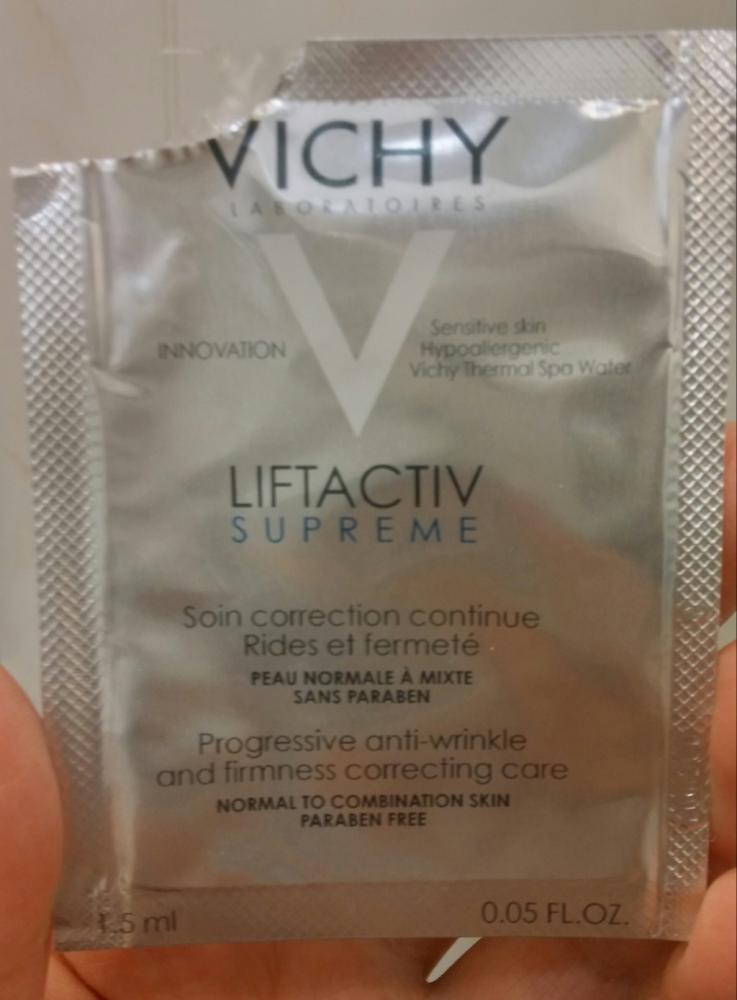 VICHY
LABORATOIRES
V
INNOVATION
Sensitive skin
Hypoallergenic
Vichy Thermal Spa Water
LIFTACTIV
SUPREME
Soin correction continue
Rides et fermeté
PEAU NORMALE À MIXTE
SANS PARABEN
Progressive anti-wrinkle
and firmness correcting care
NORMAL TO COMBINATION SKIN
PARABEN FREE
1.5 ml
0.05 FL.OZ.